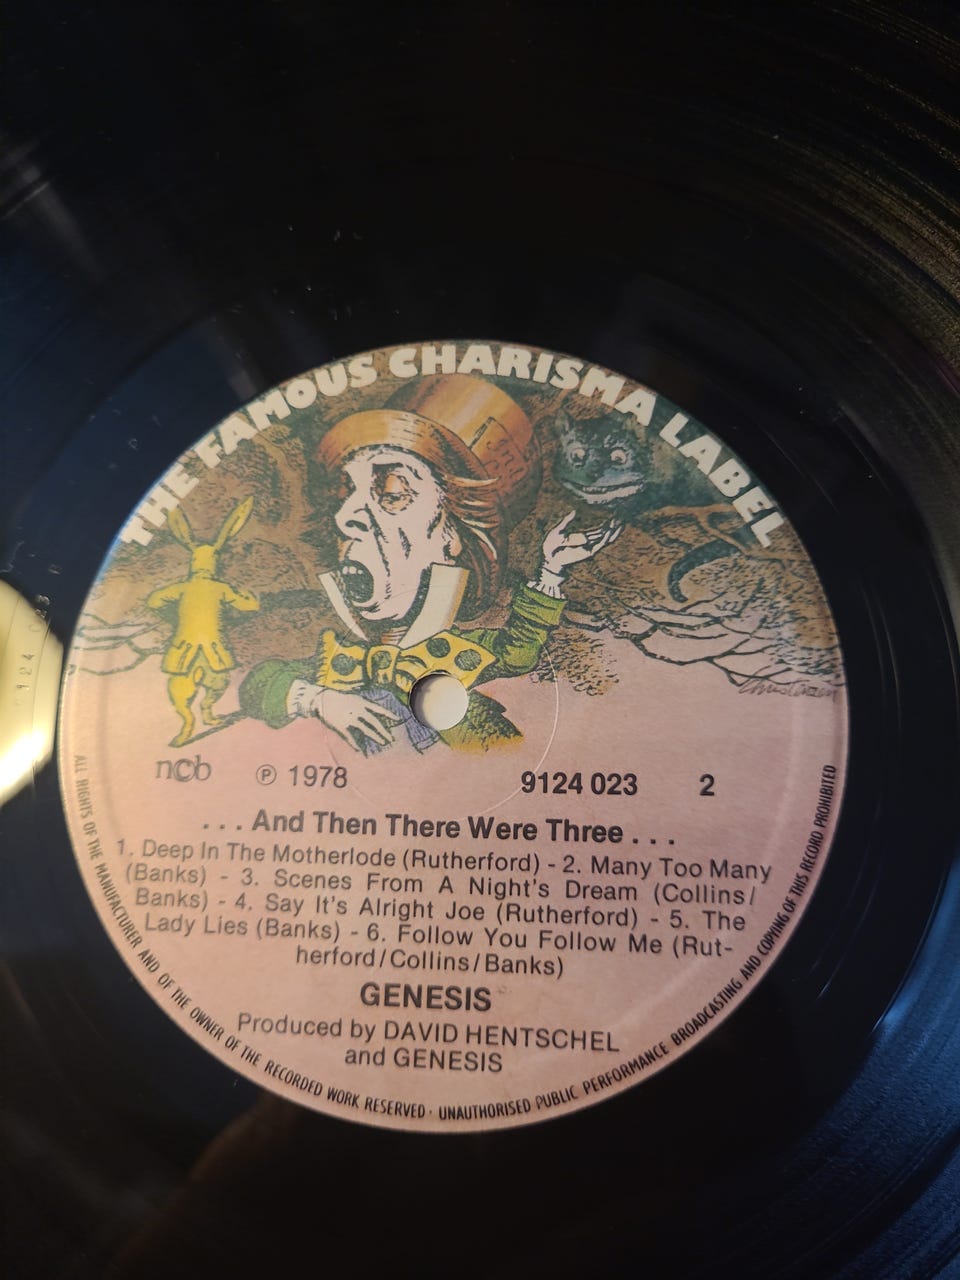 THE FAMOUS CHARISMA LABEL
ncb ℗ 1978 9124 023 2
. . . And Then There Were Three . . .
1. Deep In The Motherlode (Rutherford) - 2. Many Too Many
(Banks) - 3. Scenes From A Night's Dream (Collins/
Banks) - 4. Say It's Alright Joe (Rutherford) - 5. The
Lady Lies (Banks) - 6. Follow You Follow Me (Rut-
herford/Collins/Banks)
GENESIS
Produced by DAVID HENTSCHEL
and GENESIS
ALL RIGHTS OF THE MANUFACTURER AND OF THE OWNER OF THE RECORDED WORK RESERVED · UNAUTHORISED PUBLIC PERFORMANCE BROADCASTING AND COPYING OF THIS RECORD PROHIBITED